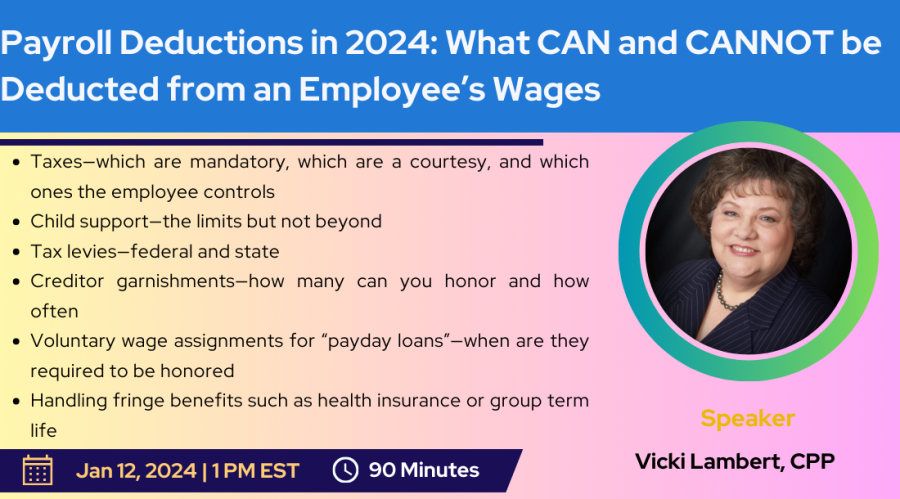 Payroll Deductions in 2024: What CAN and CANNOT be
Deducted from an Employee’s Wages
• Taxes—which are mandatory, which are a courtesy, and which
ones the employee controls
• Child support—the limits but not beyond
• Tax levies—federal and state
• Creditor garnishments—how many can you honor and how
often
• Voluntary wage assignments for “payday loans”—when are they
required to be honored
• Handling fringe benefits such as health insurance or group term
life
Jan 12, 2024 | 1 PM EST
90 Minutes
Speaker
Vicki Lambert, CPP